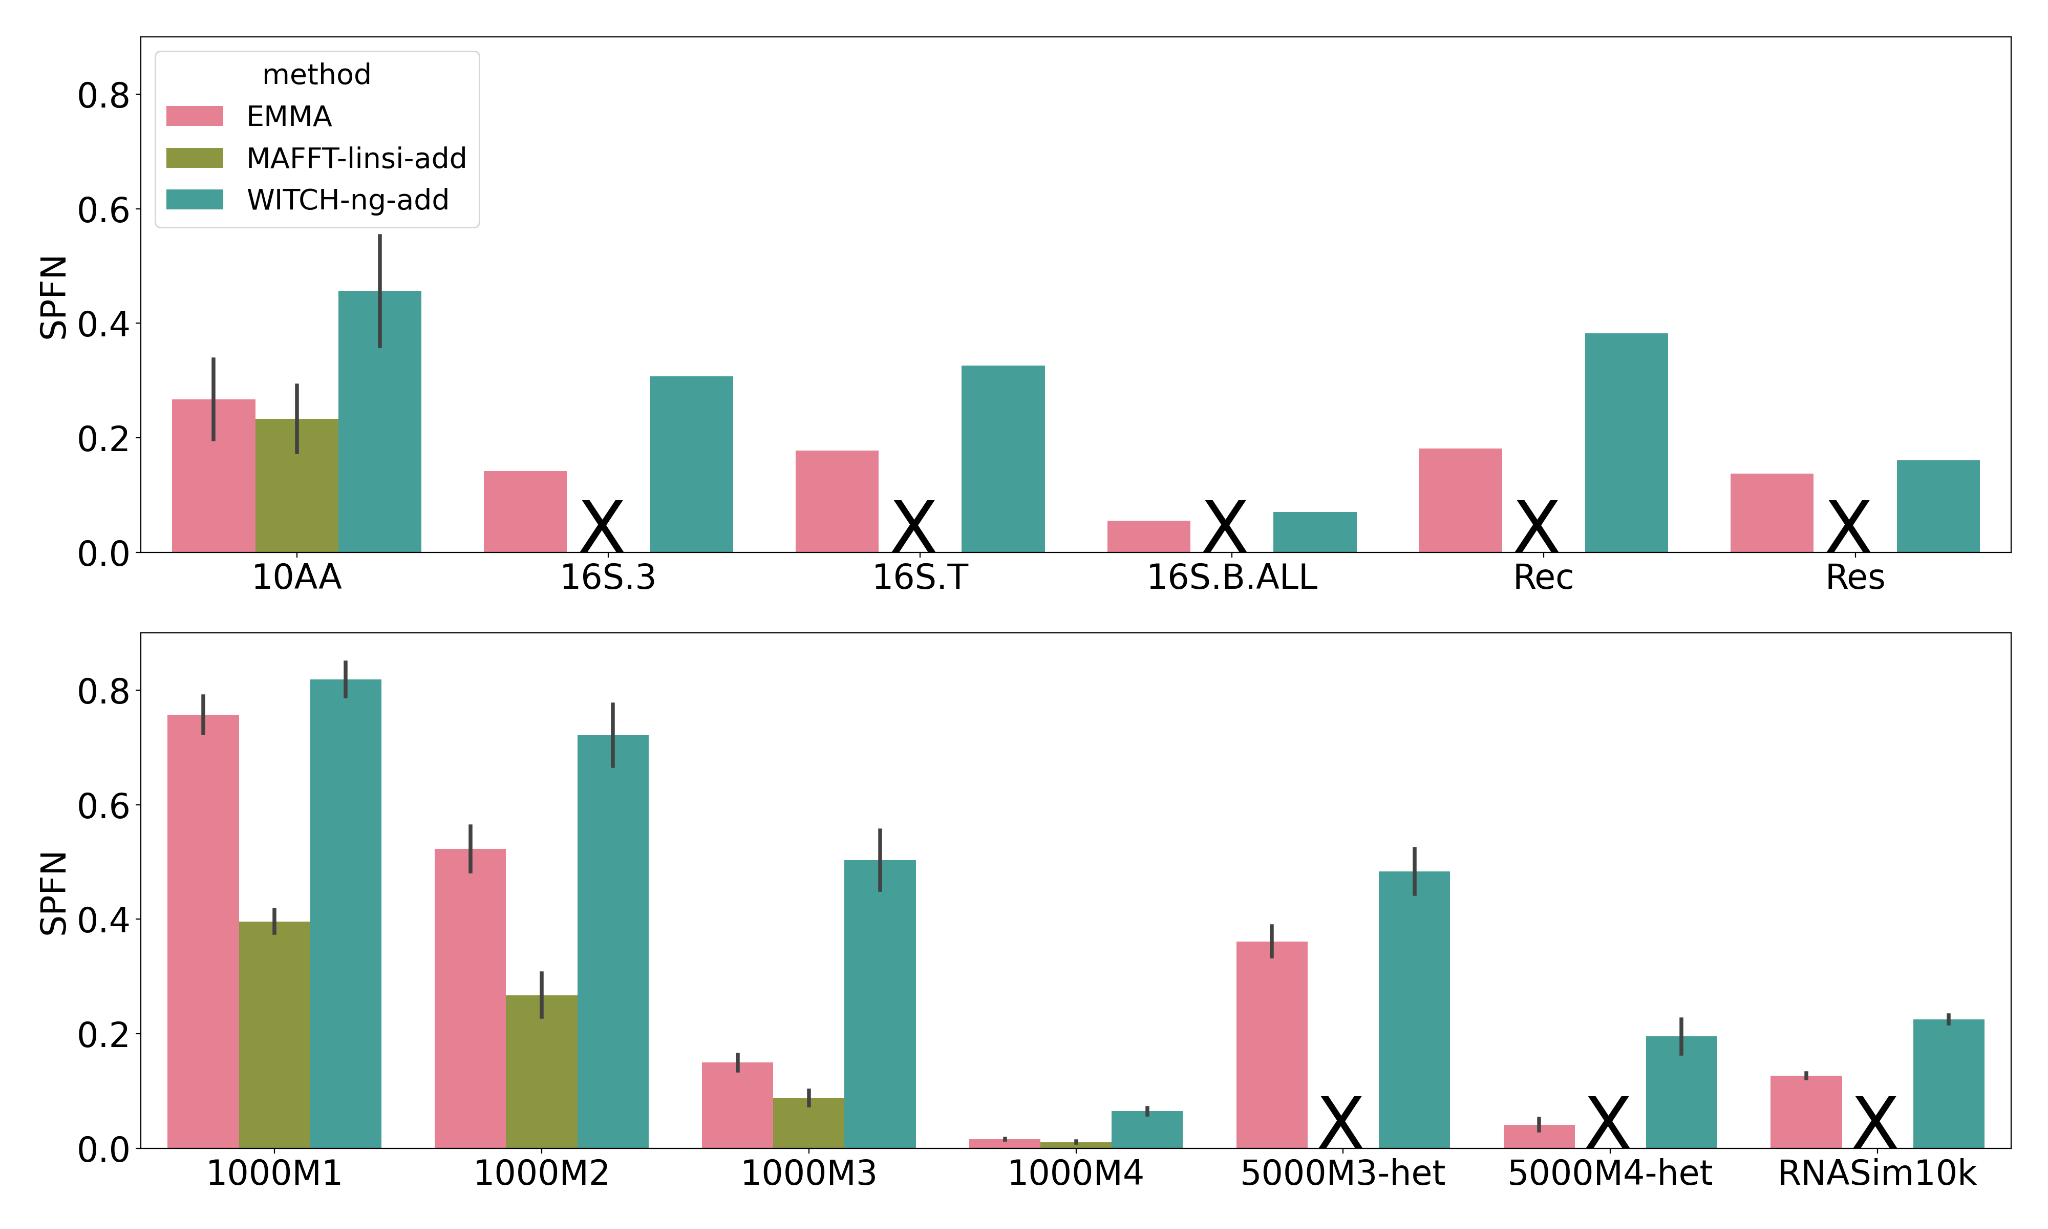 method
EMMA
MAFFT-linsi-add
WITCH-ng-add
SPFN
0.8
0.6
0.4
0.2
0.0
X X X X X
10AA 16S.3 16S.T 16S.B.ALL Rec Res
SPFN
0.8
0.6
0.4
0.2
0.0
X X X
1000M1 1000M2 1000M3 1000M4 5000M3-het 5000M4-het RNASim10k